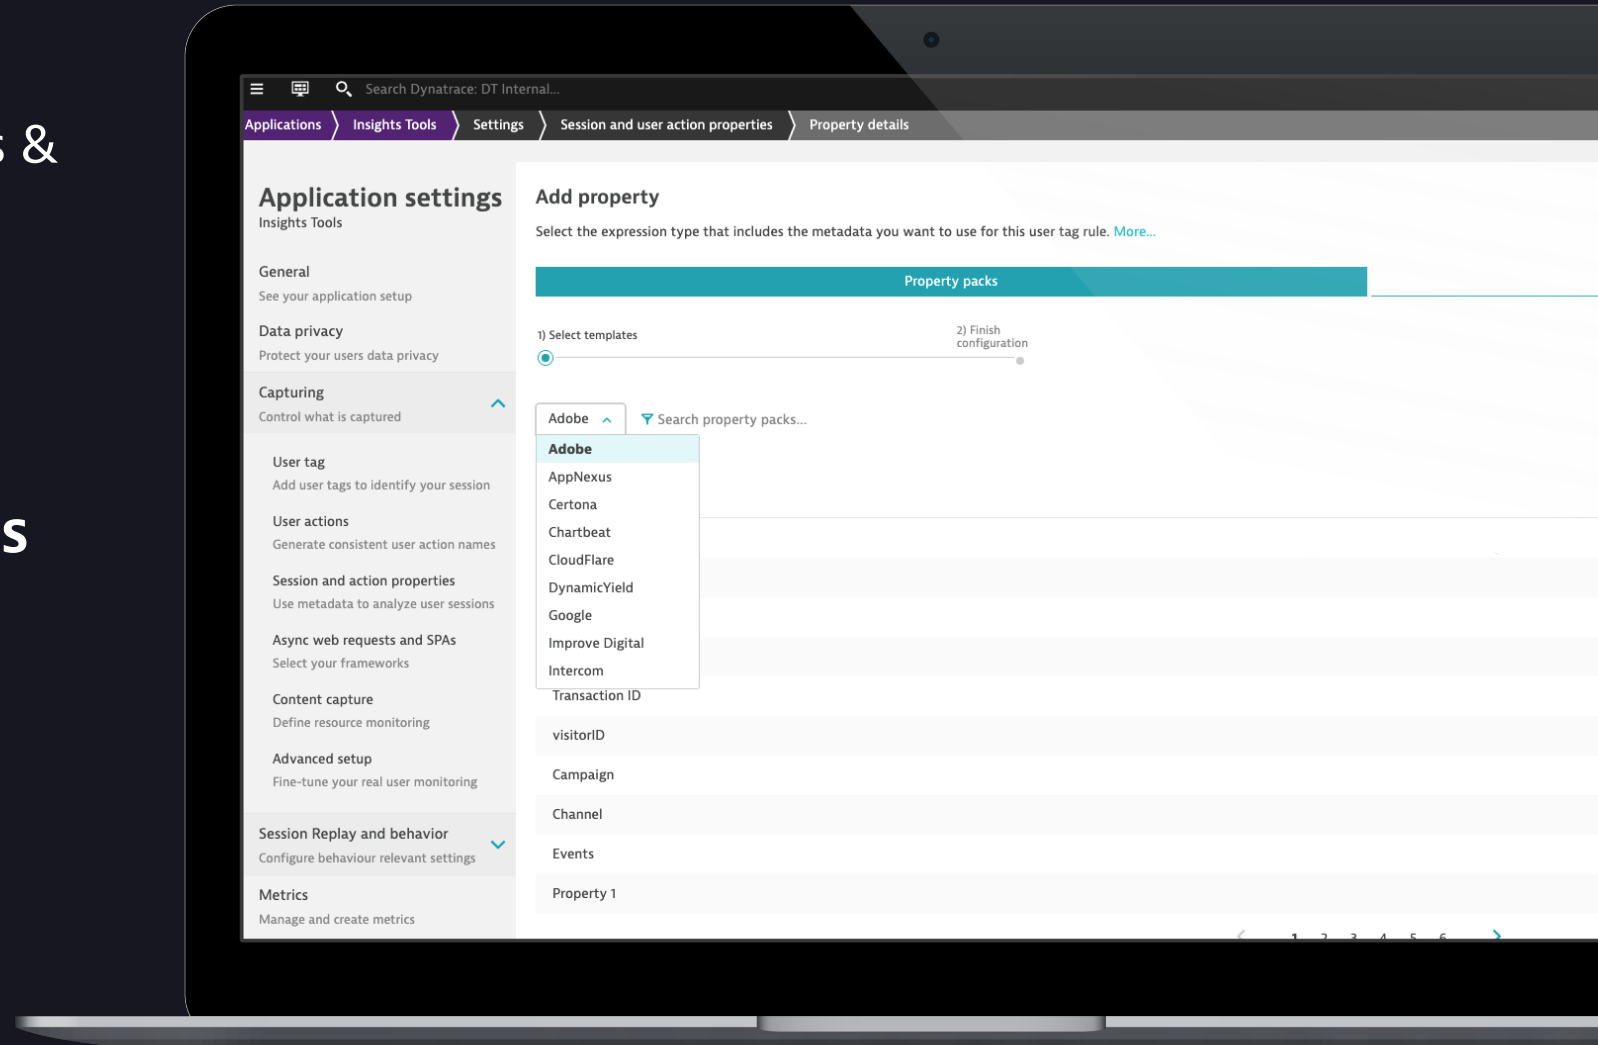 s &
s
Search Dynatrace: DT Internal...
Applications
Insights Tools
Settings
Session and user action properties
Property details
Application settings
Insights Tools
General
See your application setup
Data privacy
Protect your users data privacy
Capturing
Control what is captured
User tag
Add user tags to identify your session
User actions
Generate consistent user action names
Session and action properties
Use metadata to analyze user sessions
Async web requests and SPAs
Select your frameworks
Content capture
Define resource monitoring
Advanced setup
Fine-tune your real user monitoring
Session Replay and behavior
Configure behaviour relevant settings
Metrics
Manage and create metrics
Add property
Select the expression type that includes the metadata you want to use for this user tag rule. More...
Property packs
1) Select templates
2) Finish
configuration
Adobe
Search property packs...
Adobe
AppNexus
Certona
Chartbeat
CloudFlare
DynamicYield
Google
Improve Digital
Intercom
Transaction ID
visitorID
Campaign
Channel
Events
Property 1
1 2 3 4 5 6